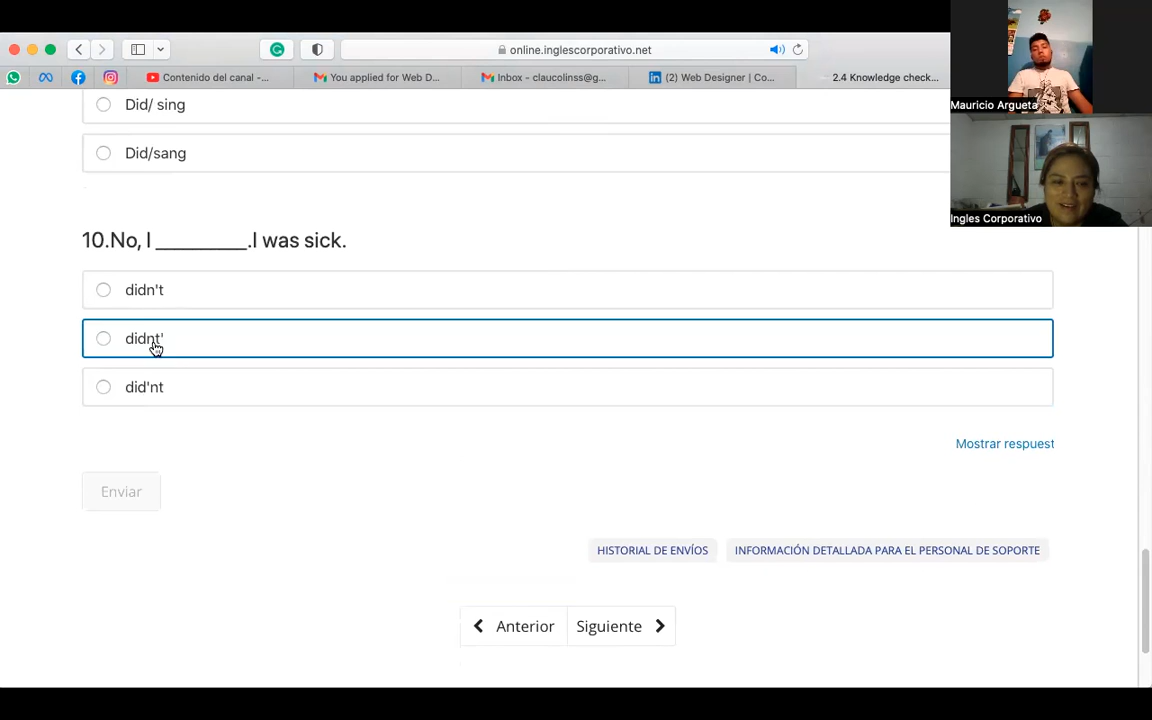 online.inglescorporativo.net
Contenido del canal -...
You applied for Web D...
Inbox - claucolinss@g...
(2) Web Designer | Co...
2.4 Knowledge check...
Mauricio Argueta
Ingles Corporativo
Did/ sing
Did/sang
10.No, I __________.I was sick.
didn't
didnt'
did'nt
Mostrar respuest
Enviar
HISTORIAL DE ENVÍOS
INFORMACIÓN DETALLADA PARA EL PERSONAL DE SOPORTE
Anterior
Siguiente